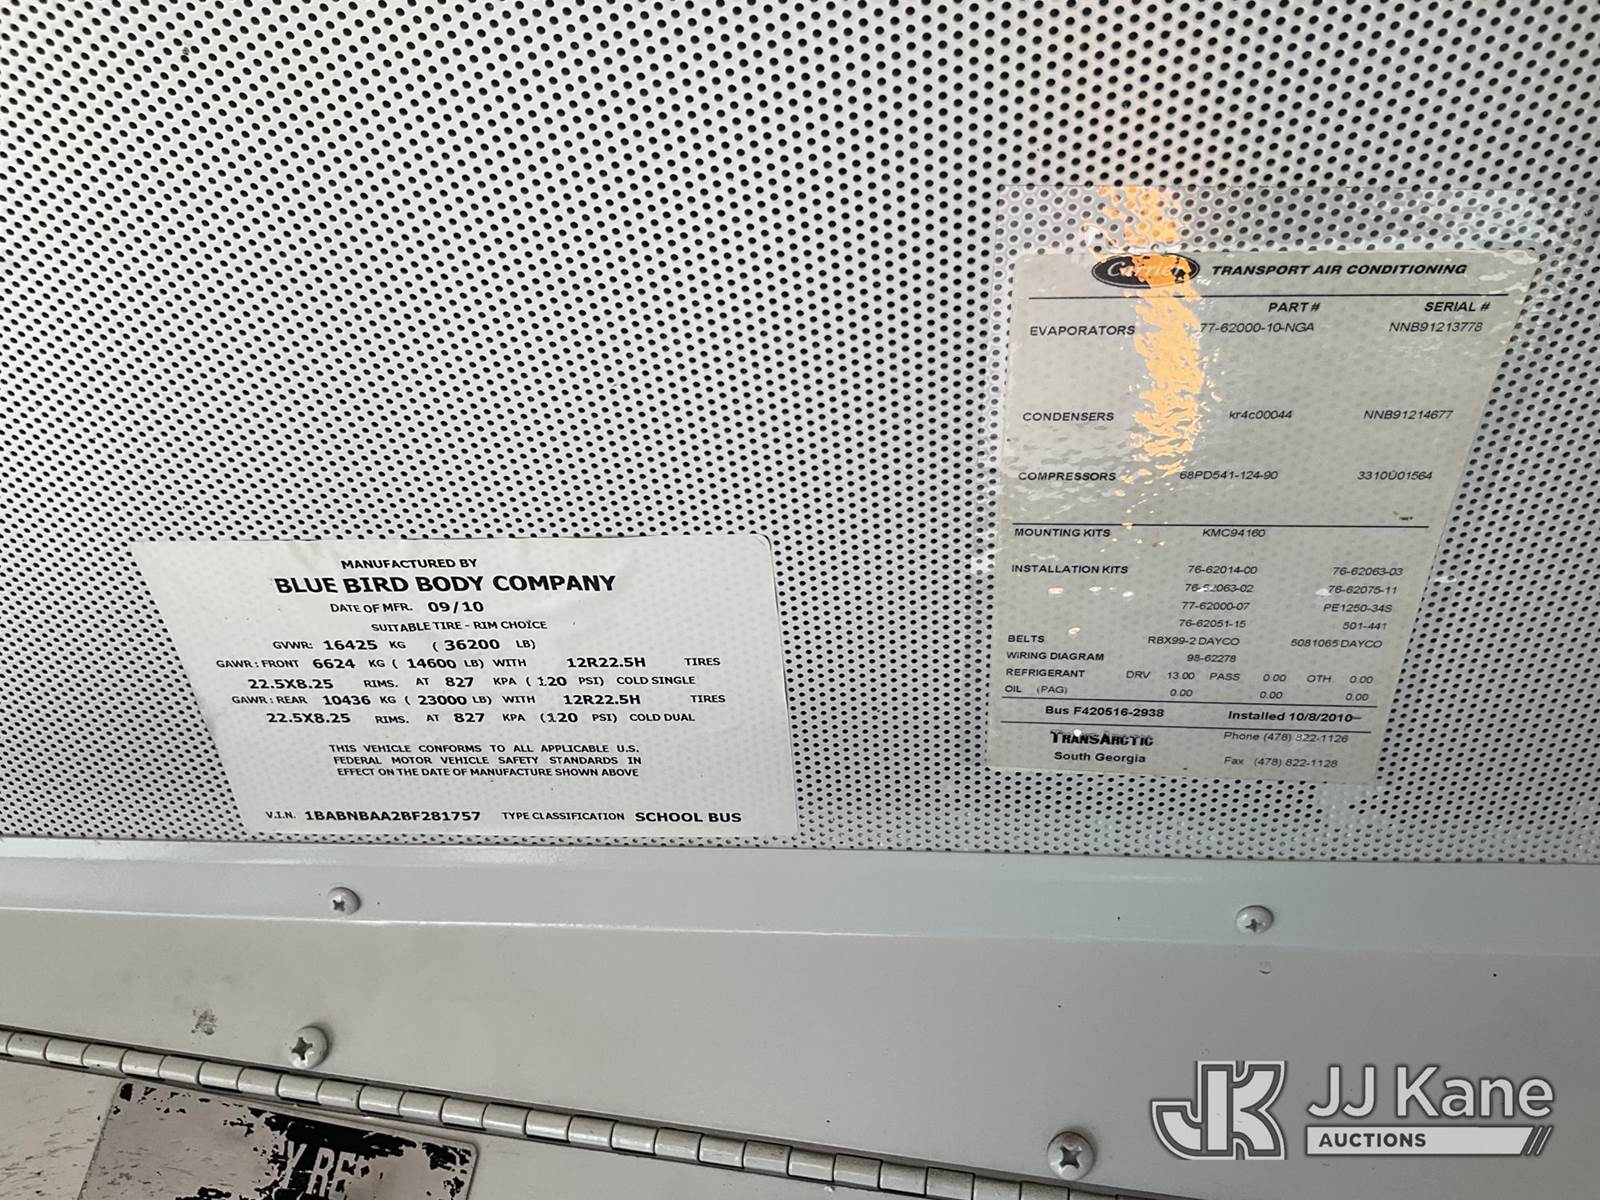 MANUFACTURED BY
BLUE BIRD BODY COMPANY
DATE OF MFR. 09/10
SUITABLE TIRE - RIM CHOICE
GVWR: 16425 KG ( 36200 LB)
GAWR: FRONT 6624 KG ( 14600 LB) WITH 12R22.5H TIRES
22.5X8.25 RIMS. AT 827 KPA ( 120 PSI) COLD SINGLE
GAWR: REAR 10436 KG ( 23000 LB) WITH 12R22.5H TIRES
22.5X8.25 RIMS. AT 827 KPA (120 PSI) COLD DUAL
THIS VEHICLE CONFORMS TO ALL APPLICABLE U.S.
FEDERAL MOTOR VEHICLE SAFETY STANDARDS IN
EFFECT ON THE DATE OF MANUFACTURE SHOWN ABOVE
V.I.N. 1BABNBAA2BF281757 TYPE CLASSIFICATION SCHOOL BUS
Carrier TRANSPORT AIR CONDITIONING
PART # SERIAL #
EVAPORATORS 77-62000-10-NGA NNB91213778
CONDENSERS kr4c00044 NNB91214677
COMPRESSORS 68PD541-124-90 3310U01564
MOUNTING KITS KMC94160
INSTALLATION KITS 76-62014-00 76-62063-03
76-62063-02 76-62075-11
77-62000-07 PE1250-34S
76-62051-15 501-441
BELTS RBX99-2 DAYCO 5081065 DAYCO
WIRING DIAGRAM 98-62278
REFRIGERANT DRV 13.00 PASS 0.00 OTH 0.00
OIL (PAG) 0.00 0.00 0.00
Bus F420516-2938 Installed 10/8/2010
TRANSARCTIC Phone (478) 822-1126
South Georgia Fax (478) 822-1128
JK JJ Kane
AUCTIONS